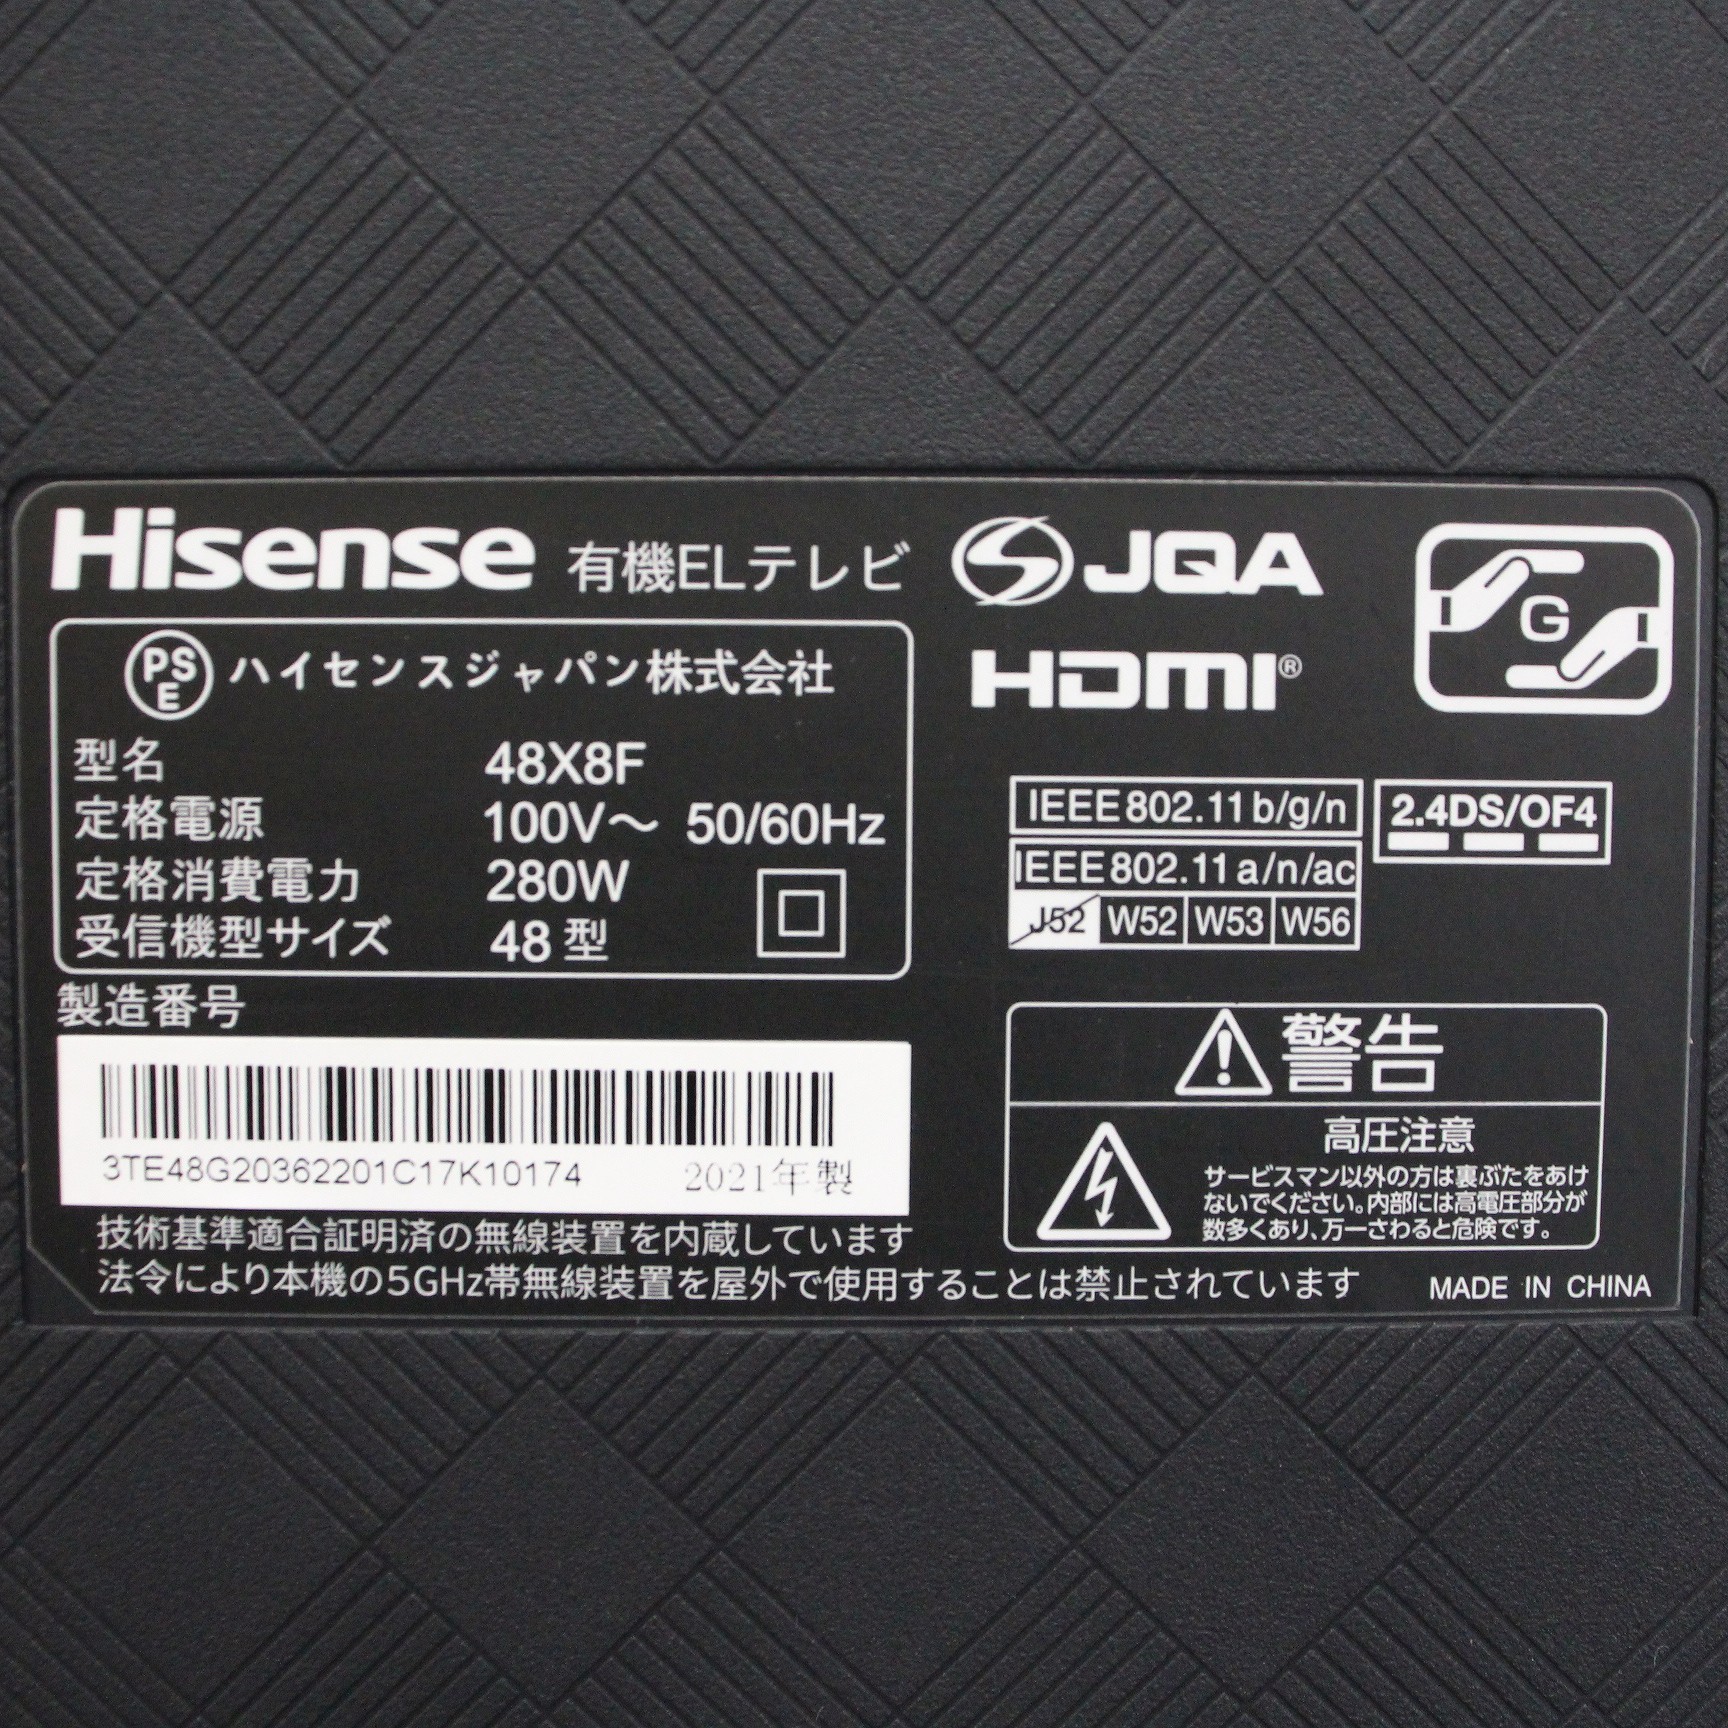 Hisense 有機ELテレビ
JQA
HDMI®
G
PSE ハイセンスジャパン株式会社
型名 48X8F
定格電源 100V～ 50/60Hz
定格消費電力 280W
受信機型サイズ 48型
IEEE802.11b/g/n
2.4DS/OF4
IEEE802.11a/n/ac
J52 W52 W53 W56
製造番号
3TE48G20362201C17K10174 2021年製
警告
高圧注意
サービスマン以外の方は裏ぶたをあけ
ないでください。内部には高電圧部分が
数多くあり、万一さわると危険です。
技術基準適合証明済の無線装置を内蔵しています
法令により本機の5GHz帯無線装置を屋外で使用することは禁止されています
MADE IN CHINA